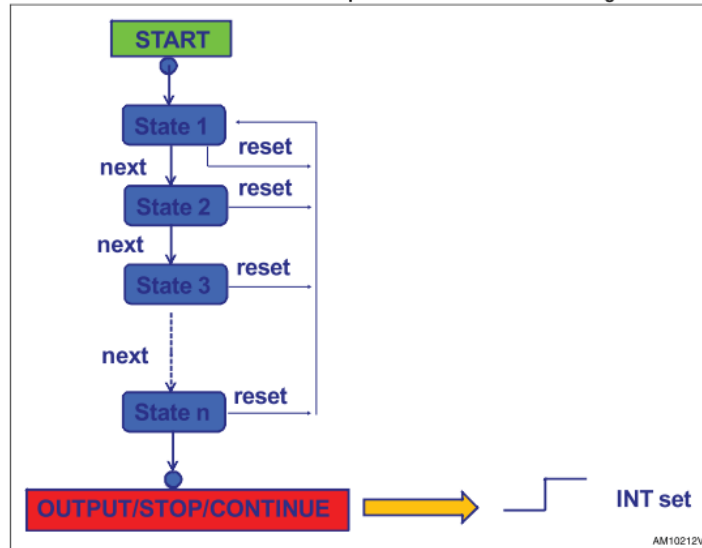 START
State 1
reset
next
reset
State 2
next
reset
State 3
next
reset
State n
OUTPUT/STOP/CONTINUE
INT set